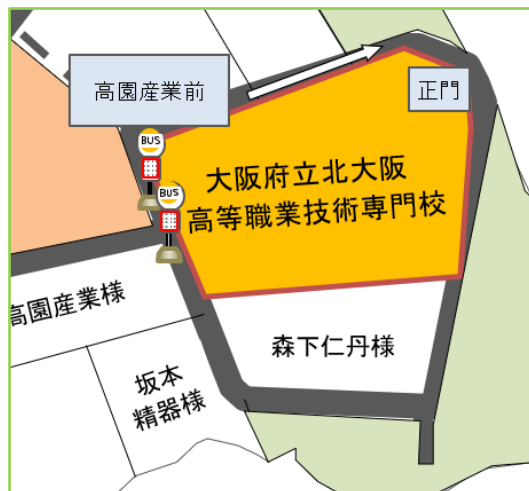 高園産業前
正門
BUS
BUS
大阪府立北大阪
高等職業技術専門校
高園産業様
森下仁丹様
坂本
精器様